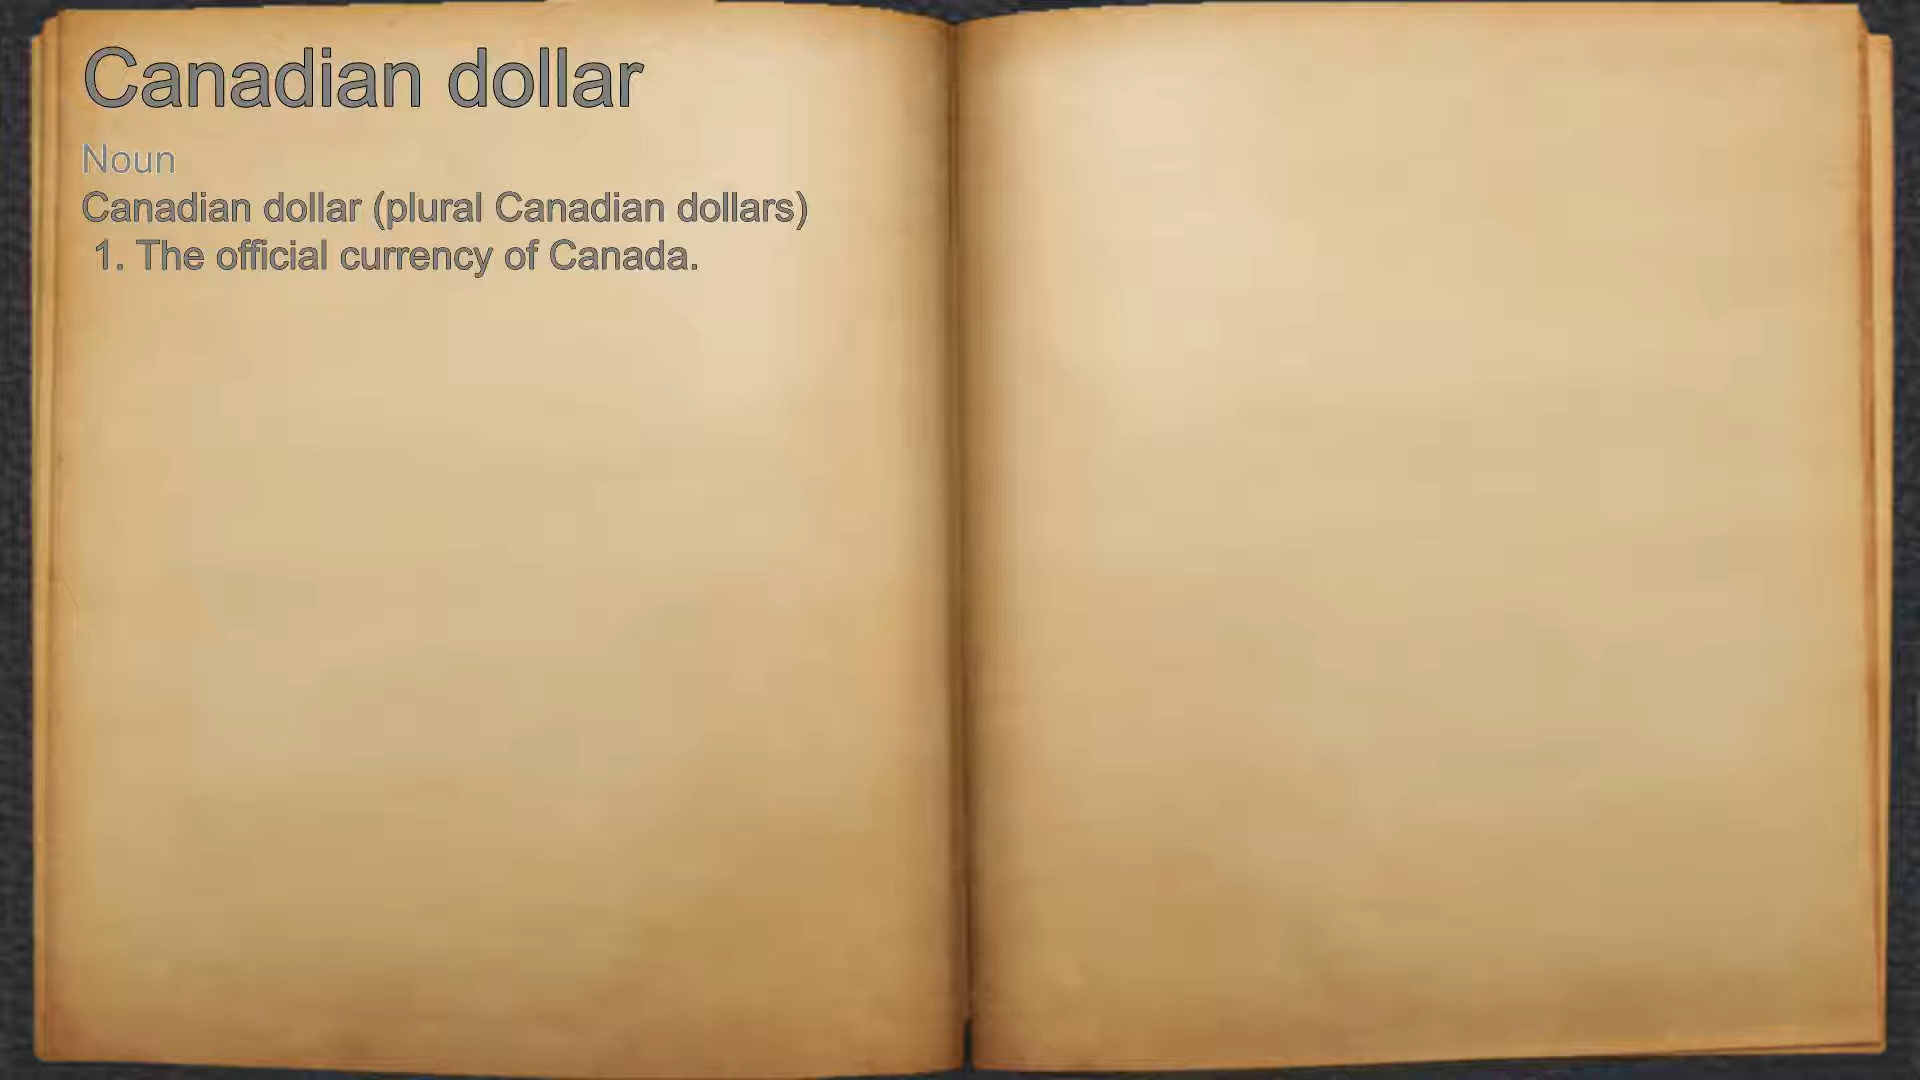 Canadian dollar
Noun
Canadian dollar (plural Canadian dollars)
1. The official currency of Canada.